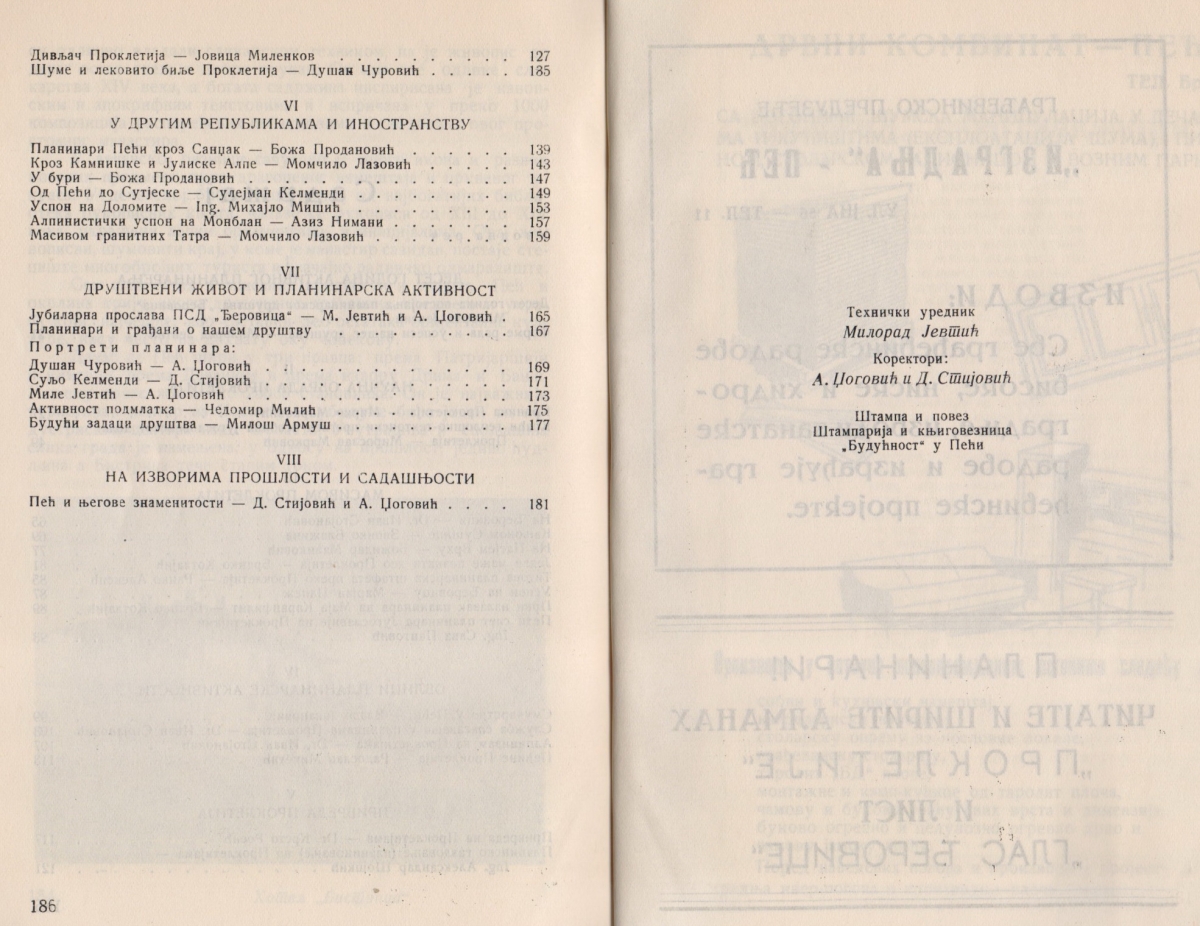 Дивљач Проклетија — Јовица Миленков . . . . . . . . . . 127
Шуме и лековито биље Проклетија — Душан Чуровић . . . . . 135
VI
У ДРУГИМ РЕПУБЛИКАМА И ИНОСТРАНСТВУ
Планинари Пећи кроз Санџак — Божа Продановић . . . . . . 139
Кроз Камнишке и Јулиске Алпе — Момчило Лазовић . . . . . 143
У бури — Божа Продановић . . . . . . . . . . . . . . 147
Од Пећи до Сутјеске — Сулејман Келменди . . . . . . . . . 149
Успон на Доломите — Ing. Михајло Мишић . . . . . . . . . 153
Алпинистички успон на Монблан — Азиз Нимани . . . . . . . 157
Масивом гранитних Татра — Момчило Лазовић . . . . . . . . 159
VII
ДРУШТВЕНИ ЖИВОТ И ПЛАНИНАРСКА АКТИВНОСТ
Јубиларна прослава ПСД „Ђеровица“ — М. Јевтић и А. Џоговић . 165
Планинари и грађани о нашем друштву . . . . . . . . . . 167
Портрети планинара:
Душан Чуровић — А. Џоговић . . . . . . . . . . . . . 169
Суљо Келменди — Д. Стијовић . . . . . . . . . . . . . 171
Миле Јевтић — А. Џоговић . . . . . . . . . . . . . . 173
Активност подмлатка — Чедомир Милић . . . . . . . . . . 175
Будући задаци друштва — Милош Армуш . . . . . . . . . . 177
VIII
НА ИЗВОРИМА ПРОШЛОСТИ И САДАШЊОСТИ
Пећ и његове знаменитости — Д. Стијовић и А. Џоговић . . . . 181
186
Технички уредник
Милорад Јевтић
Коректори:
А. Џоговић и Д. Стијовић
Штампа и повез
Штампарија и књиговезница
„Будућност“ у Пећи